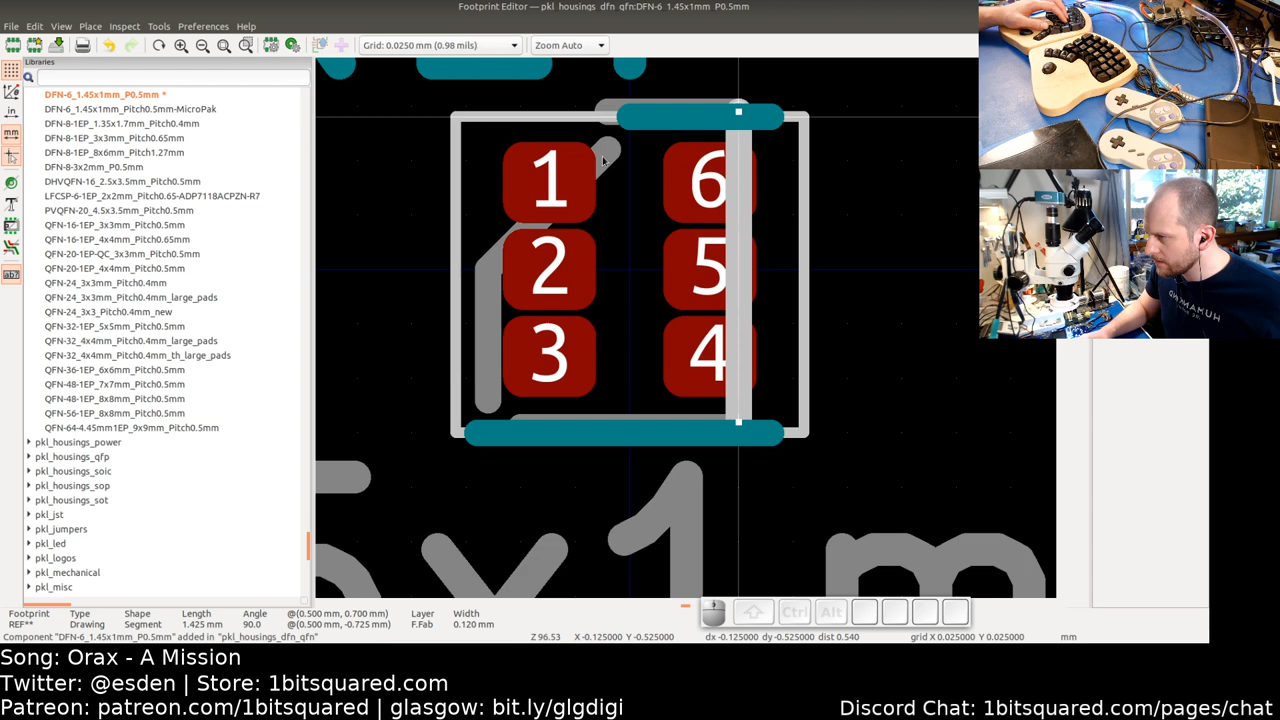 Footprint Editor — pkl_housings_dfn_qfn:DFN-6_1.45x1mm_P0.5mm
File Edit View Place Inspect Tools Preferences Help
Grid: 0.0250 mm (0.98 mils)
Zoom Auto
Libraries
DFN-6_1.45x1mm_P0.5mm *
DFN-6_1.45x1mm_Pitch0.5mm-MicroPak
DFN-8-1EP_1.35x1.7mm_Pitch0.4mm
DFN-8-1EP_3x3mm_Pitch0.65mm
DFN-8-1EP_8x6mm_Pitch1.27mm
DFN-8-3x2mm_P0.5mm
DHVQFN-16_2.5x3.5mm_Pitch0.5mm
LFCSP-6-1EP_2x2mm_Pitch0.65-ADP7118ACPZN-R7
PVQFN-20_4.5x3.5mm_Pitch0.5mm
QFN-16-1EP_3x3mm_Pitch0.5mm
QFN-16-1EP_4x4mm_Pitch0.65mm
QFN-20-1EP-QC_3x3mm_Pitch0.5mm
QFN-20-1EP_4x4mm_Pitch0.5mm
QFN-24_3x3mm_Pitch0.4mm
QFN-24_3x3mm_Pitch0.4mm_large_pads
QFN-24_3x3_Pitch0.4mm_new
QFN-32-1EP_5x5mm_Pitch0.5mm
QFN-32_4x4mm_Pitch0.4mm_large_pads
QFN-32_4x4mm_Pitch0.4mm_th_large_pads
QFN-36-1EP_6x6mm_Pitch0.5mm
QFN-48-1EP_7x7mm_Pitch0.5mm
QFN-48-1EP_8x8mm_Pitch0.5mm
QFN-56-1EP_8x8mm_Pitch0.5mm
QFN-64-4.45mm1EP_9x9mm_Pitch0.5mm
pkl_housings_power
pkl_housings_qfp
pkl_housings_soic
pkl_housings_sop
pkl_housings_sot
pkl_jst
pkl_jumpers
pkl_led
pkl_logos
pkl_mechanical
pkl_misc
in
mm
1 6
2 5
3 4
5x1m
Ctrl Alt
Footprint Type Shape Length Angle @(0.500 mm, 0.700 mm) Layer Width
REF** Drawing Segment 1.425 mm 90.0 @(0.500 mm, -0.725 mm) F.Fab 0.120 mm
Component "DFN-6_1.45x1mm_P0.5mm" added in "pkl_housings_dfn_qfn" Z 96.53 X -0.125000 Y -0.525000 dx -0.125000 dy -0.525000 dist 0.540 grid X 0.025000 Y 0.025000 mm
Song: Orax - A Mission
Twitter: @esden | Store: 1bitsquared.com
Patreon: patreon.com/1bitsquared | glasgow: bit.ly/glgdigi
Discord Chat: 1bitsquared.com/pages/chat